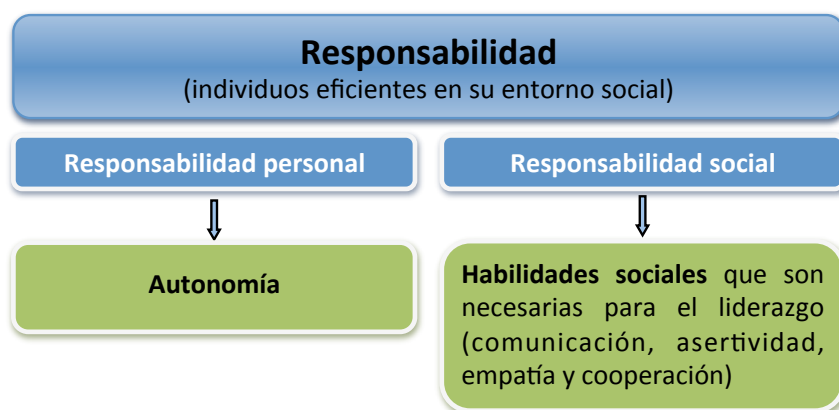 Responsabilidad
(individuos eficientes en su entorno social)
Responsabilidad personal
Responsabilidad social
Autonomía
Habilidades sociales que son
necesarias para el liderazgo
(comunicación, asertividad,
empatía y cooperación)